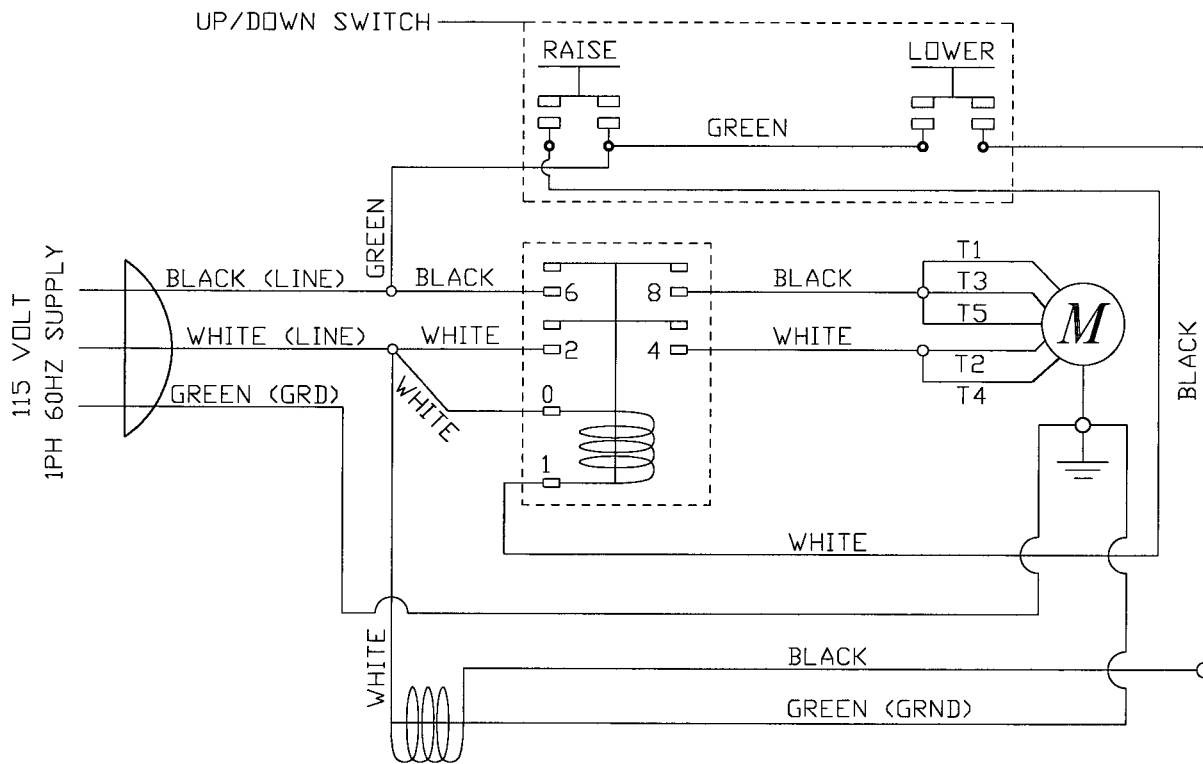 UP/DOWN SWITCH
RAISE
LOWER
GREEN
GREEN
115 VOLT
1PH 60HZ SUPPLY
BLACK (LINE)
BLACK
6
8
BLACK
T1
T3
T5
M
WHITE (LINE)
WHITE
2
4
WHITE
T2
T4
BLACK
GREEN (GRD)
WHITE
0
1
WHITE
WHITE
BLACK
GREEN (GRND)